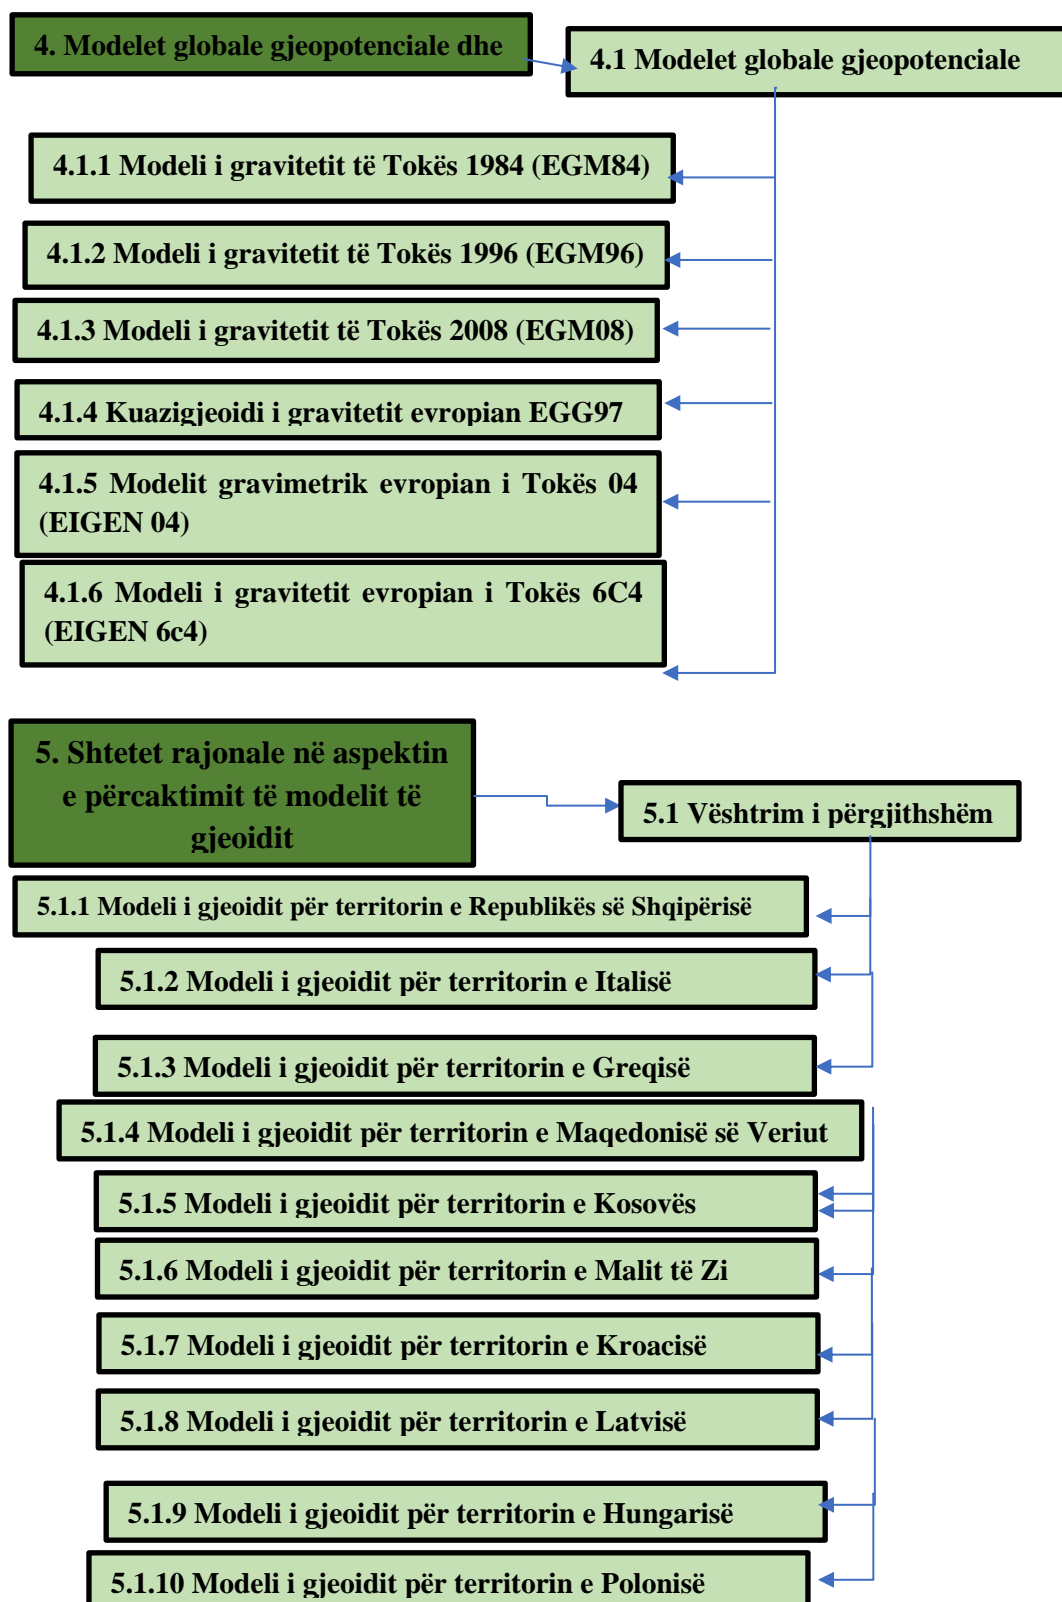 4. Modelet globale gjeopotenciale dhe
4.1 Modelet globale gjeopotenciale
4.1.1 Modeli i gravitetit të Tokës 1984 (EGM84)
4.1.2 Modeli i gravitetit të Tokës 1996 (EGM96)
4.1.3 Modeli i gravitetit të Tokës 2008 (EGM08)
4.1.4 Kuazigjeoidi i gravitetit evropian EGG97
4.1.5 Modelit gravimetrik evropian i Tokës 04
(EIGEN 04)
4.1.6 Modeli i gravitetit evropian i Tokës 6C4
(EIGEN 6c4)
5. Shtetet rajonale në aspektin
e përcaktimit të modelit të
gjeoidit
5.1 Vështrim i përgjithshëm
5.1.1 Modeli i gjeoidit për territorin e Republikës së Shqipërisë
5.1.2 Modeli i gjeoidit për territorin e Italisë
5.1.3 Modeli i gjeoidit për territorin e Greqisë
5.1.4 Modeli i gjeoidit për territorin e Maqedonisë së Veriut
5.1.5 Modeli i gjeoidit për territorin e Kosovës
5.1.6 Modeli i gjeoidit për territorin e Malit të Zi
5.1.7 Modeli i gjeoidit për territorin e Kroacisë
5.1.8 Modeli i gjeoidit për territorin e Latvisë
5.1.9 Modeli i gjeoidit për territorin e Hungarisë
5.1.10 Modeli i gjeoidit për territorin e Polonisë